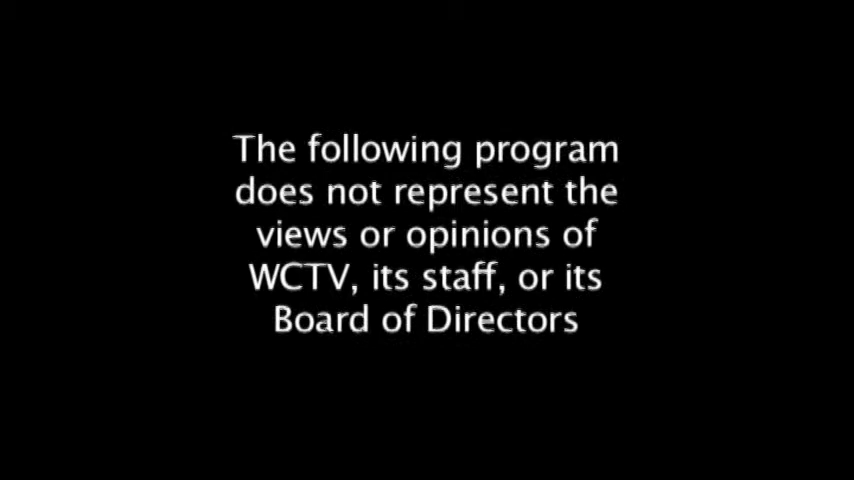 The following program
does not represent the
views or opinions of
WCTV, its staff, or its
Board of Directors